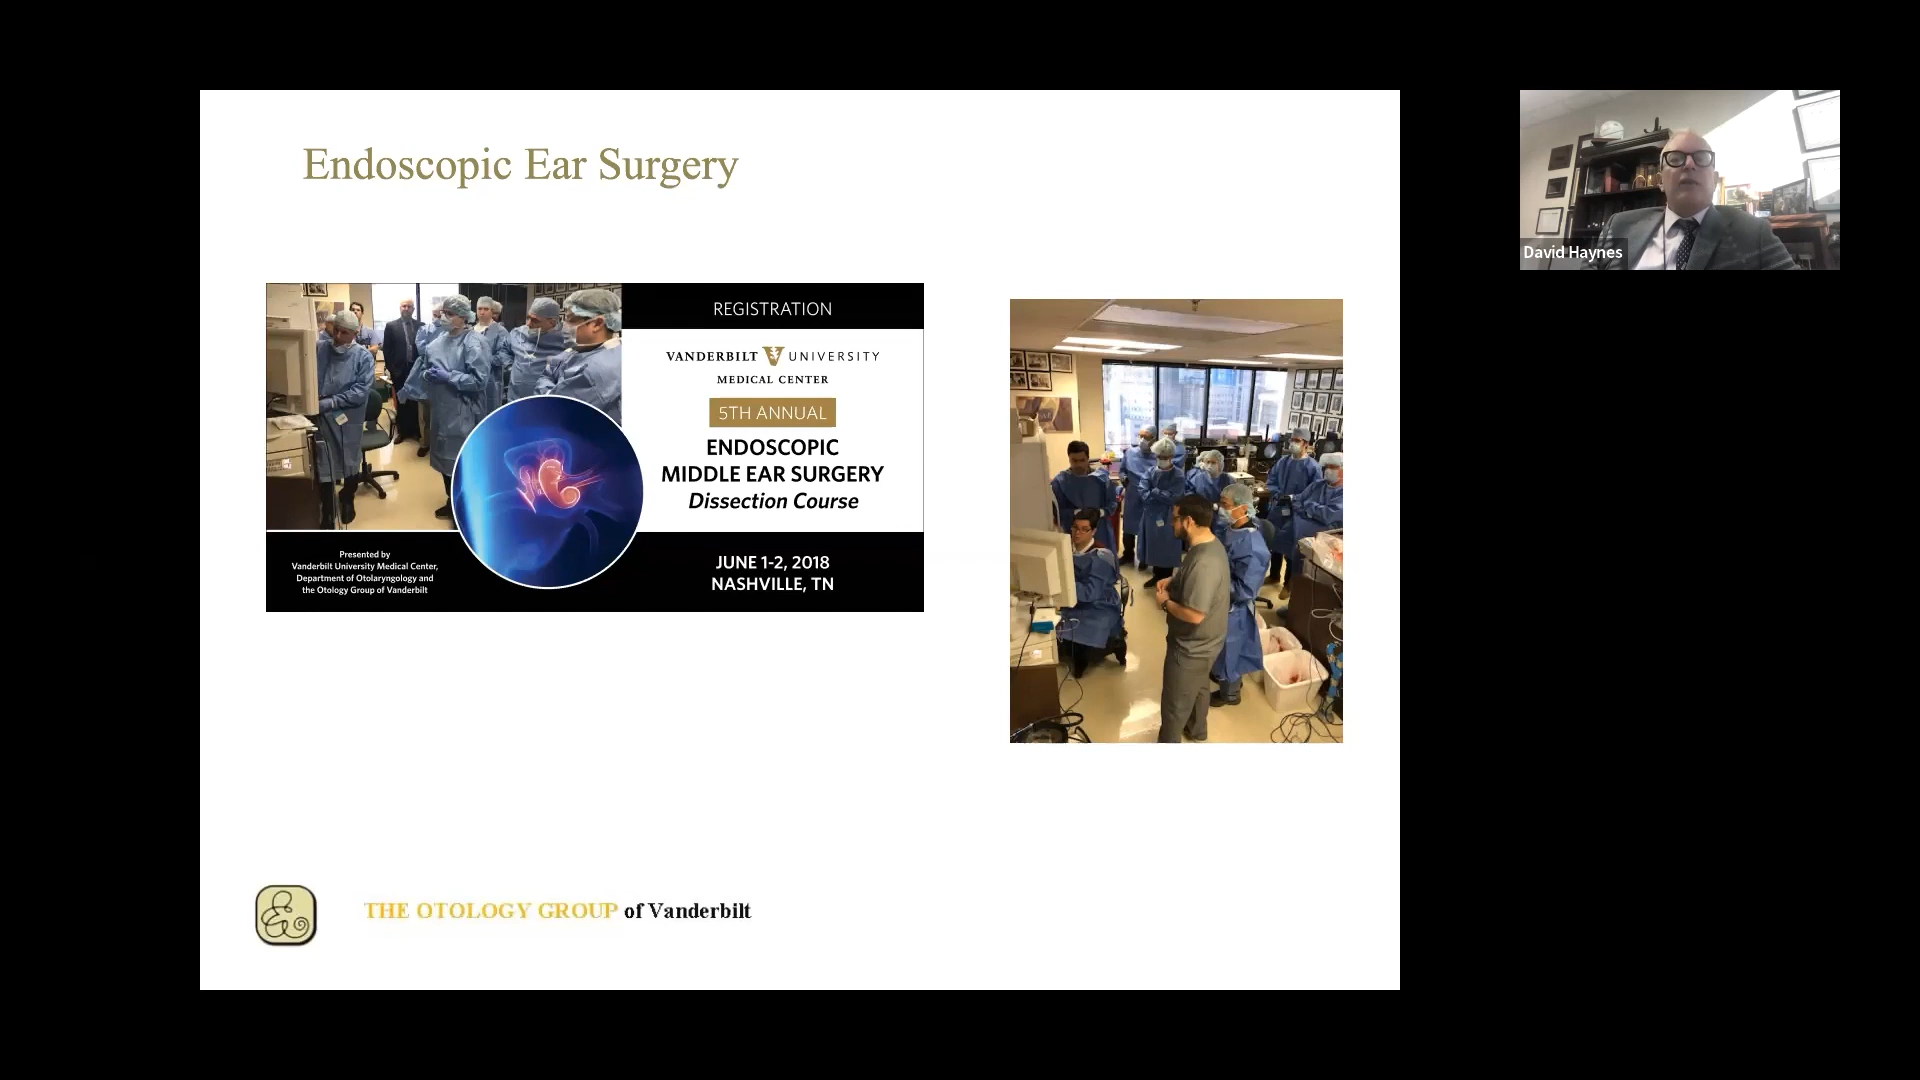 Endoscopic Ear Surgery
David Haynes
REGISTRATION
VANDERBILT V UNIVERSITY
MEDICAL CENTER
5TH ANNUAL
ENDOSCOPIC
MIDDLE EAR SURGERY
Dissection Course
Presented by
Vanderbilt University Medical Center,
Department of Otolaryngology and
the Otology Group of Vanderbilt
JUNE 1-2, 2018
NASHVILLE, TN
THE OTOLOGY GROUP of Vanderbilt